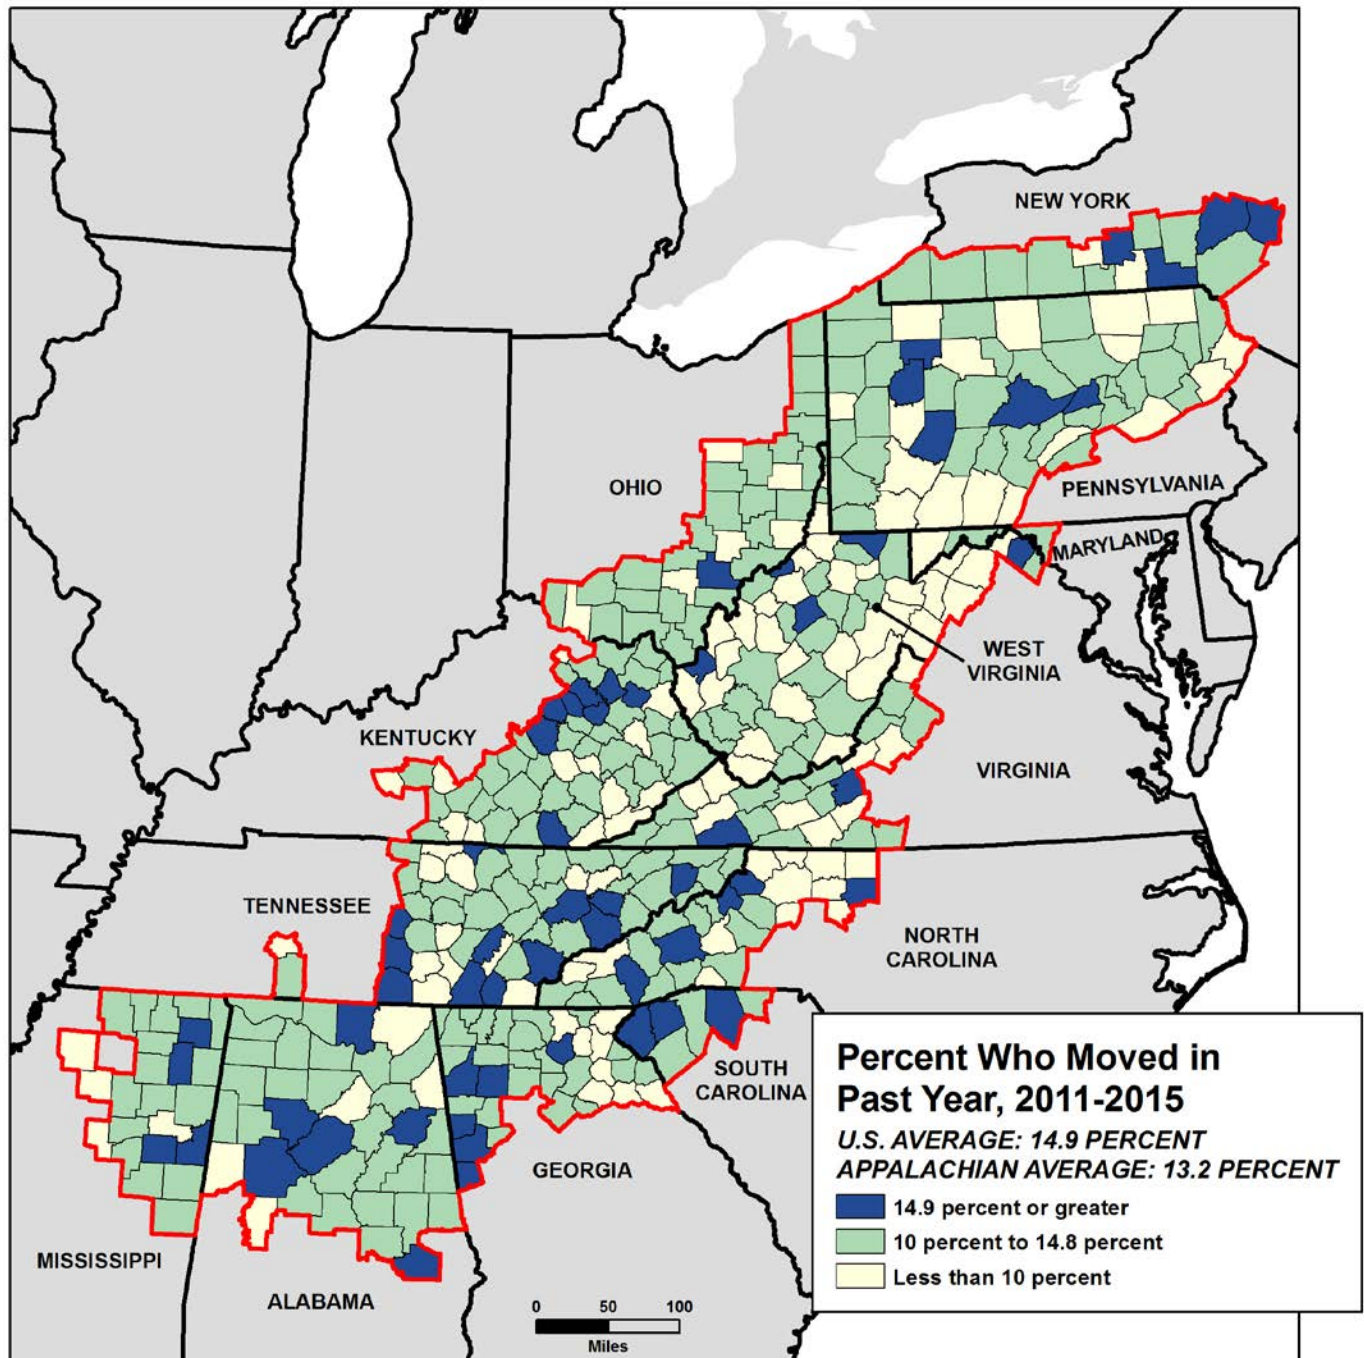 NEW YORK
OHIO
PENNSYLVANIA
MARYLAND
WEST
VIRGINIA
KENTUCKY
VIRGINIA
TENNESSEE
NORTH
CAROLINA
SOUTH
CAROLINA
GEORGIA
MISSISSIPPI
ALABAMA
Percent Who Moved in
Past Year, 2011-2015
U.S. AVERAGE: 14.9 PERCENT
APPALACHIAN AVERAGE: 13.2 PERCENT
14.9 percent or greater
10 percent to 14.8 percent
Less than 10 percent
0 50 100
Miles